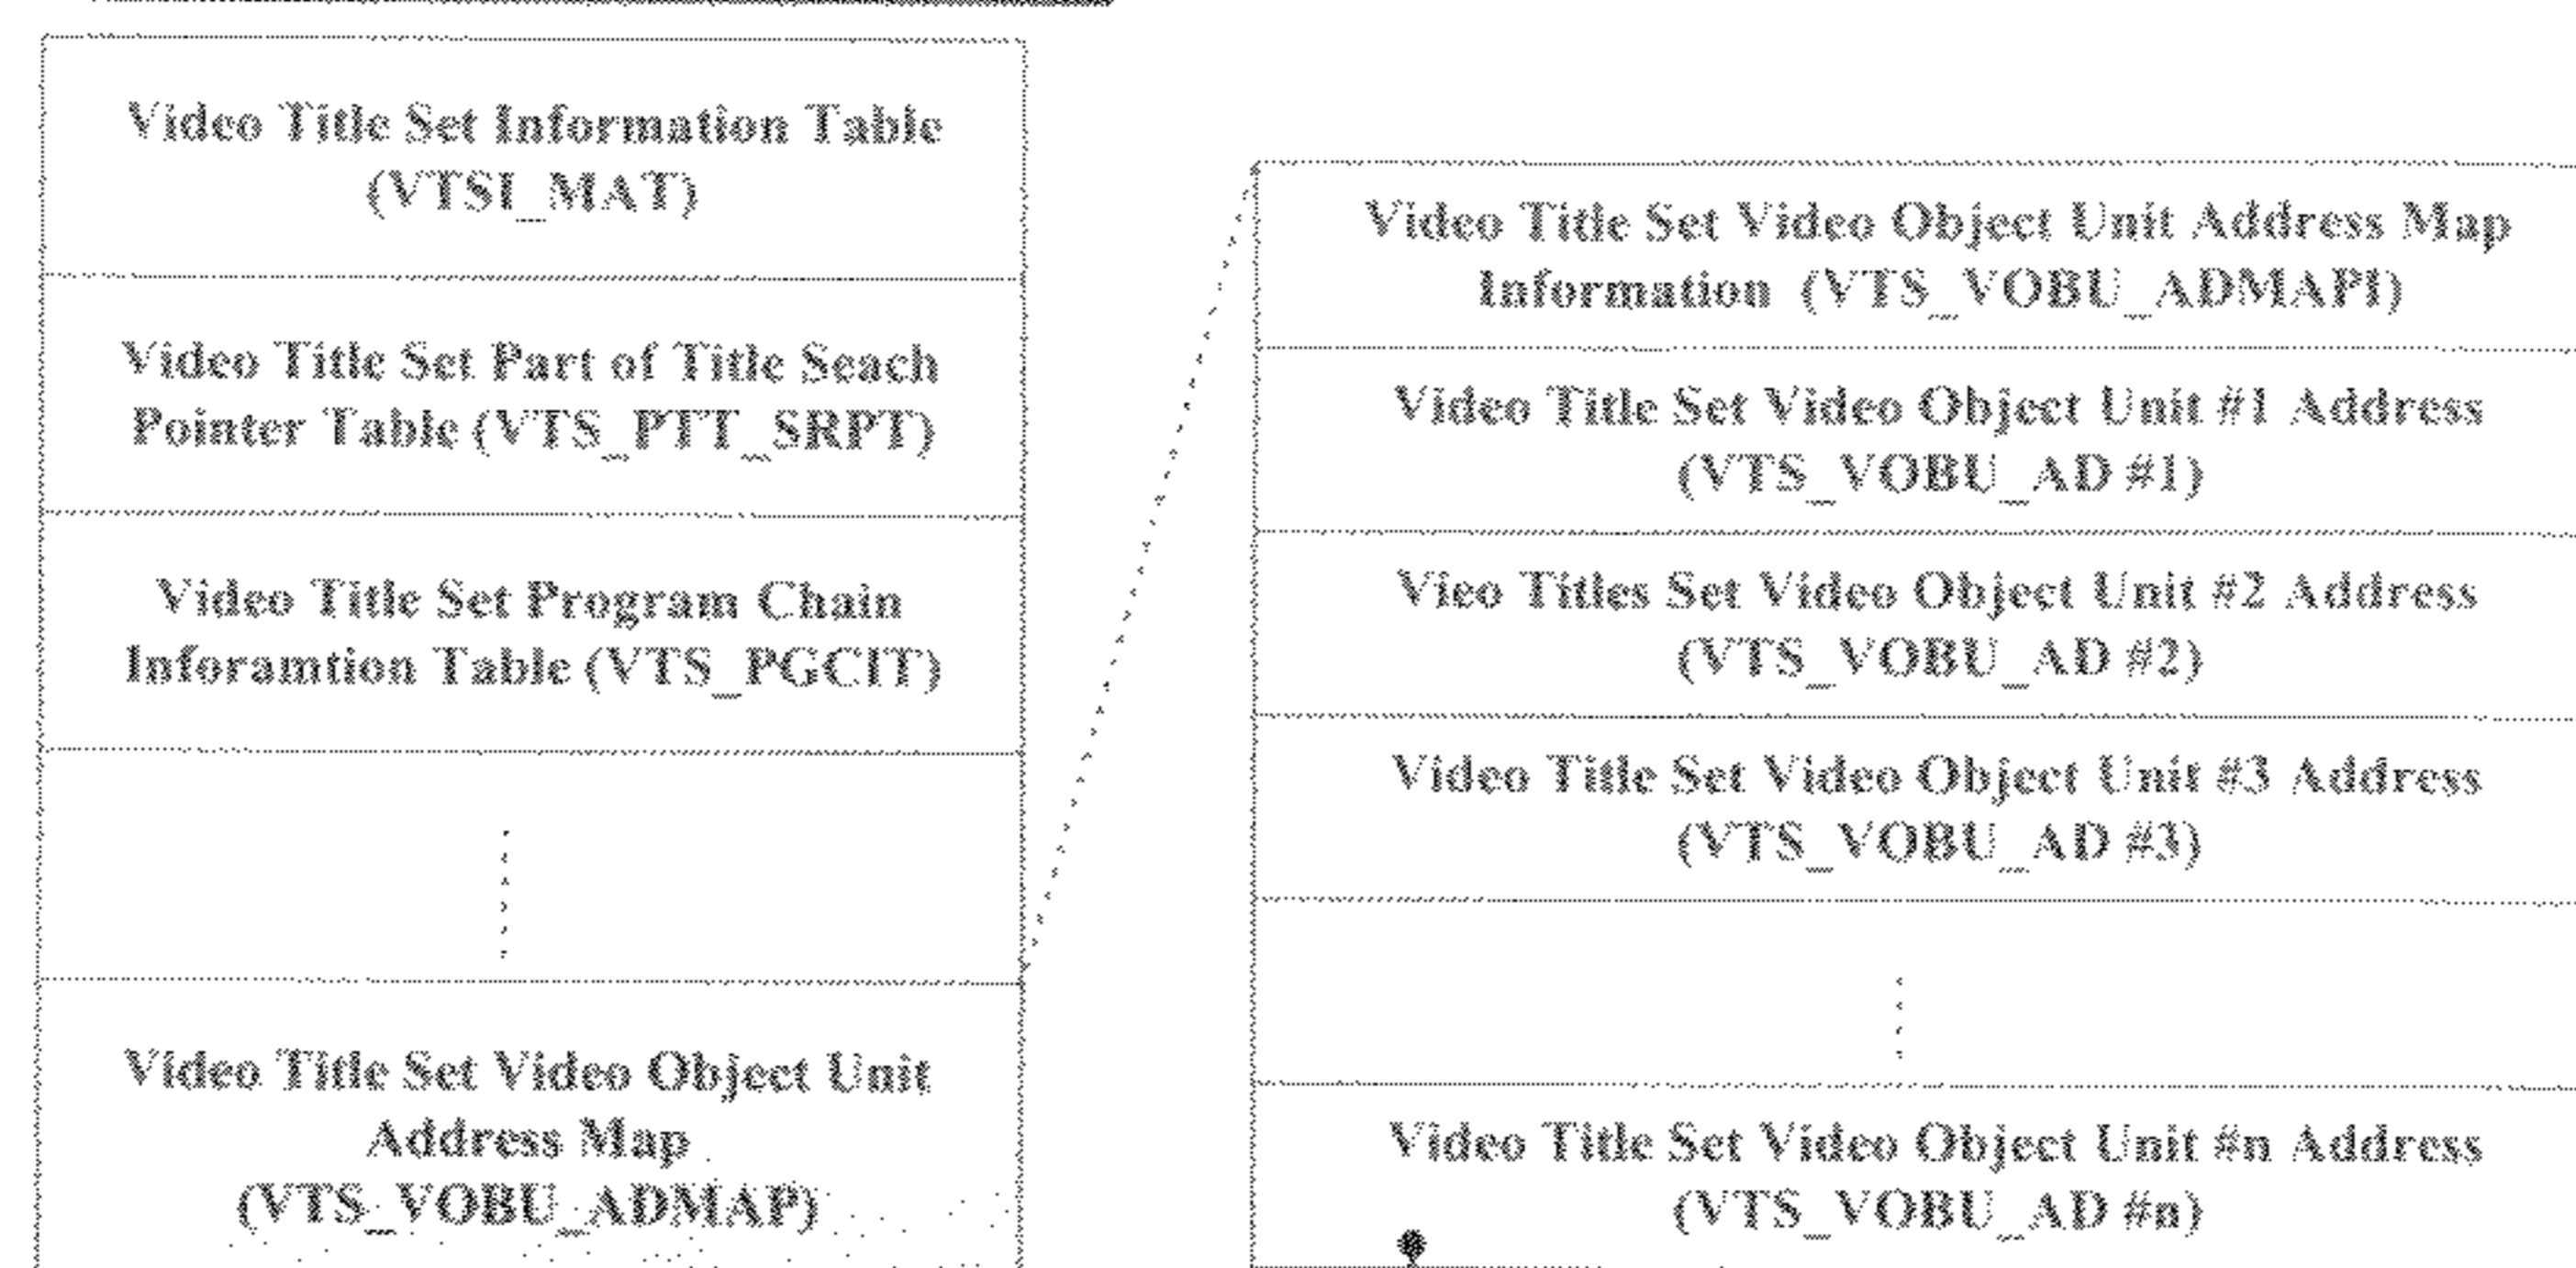 Video Title Set Information Table
(VTSI_MAT)
Video Title Set Part of Title Seach
Pointer Table (VTS_PTT_SRPT)
Video Title Set Program Chain
Inforamtion Table (VTS_PGCIT)
Video Title Set Video Object Unit
Address Map
(VTS_VOBU_ADMAP)
Video Title Set Video Object Unit Address Map
Information (VTS_VOBU_ADMAPI)
Video Title Set Video Object Unit #1 Address
(VTS_VOBU_AD #1)
Vieo Titles Set Video Object Unit #2 Address
(VTS_VOBU_AD #2)
Video Title Set Video Object Unit #3 Address
(VTS_VOBU_AD #3)
Video Title Set Video Object Unit #n Address
(VTS_VOBU_AD #n)